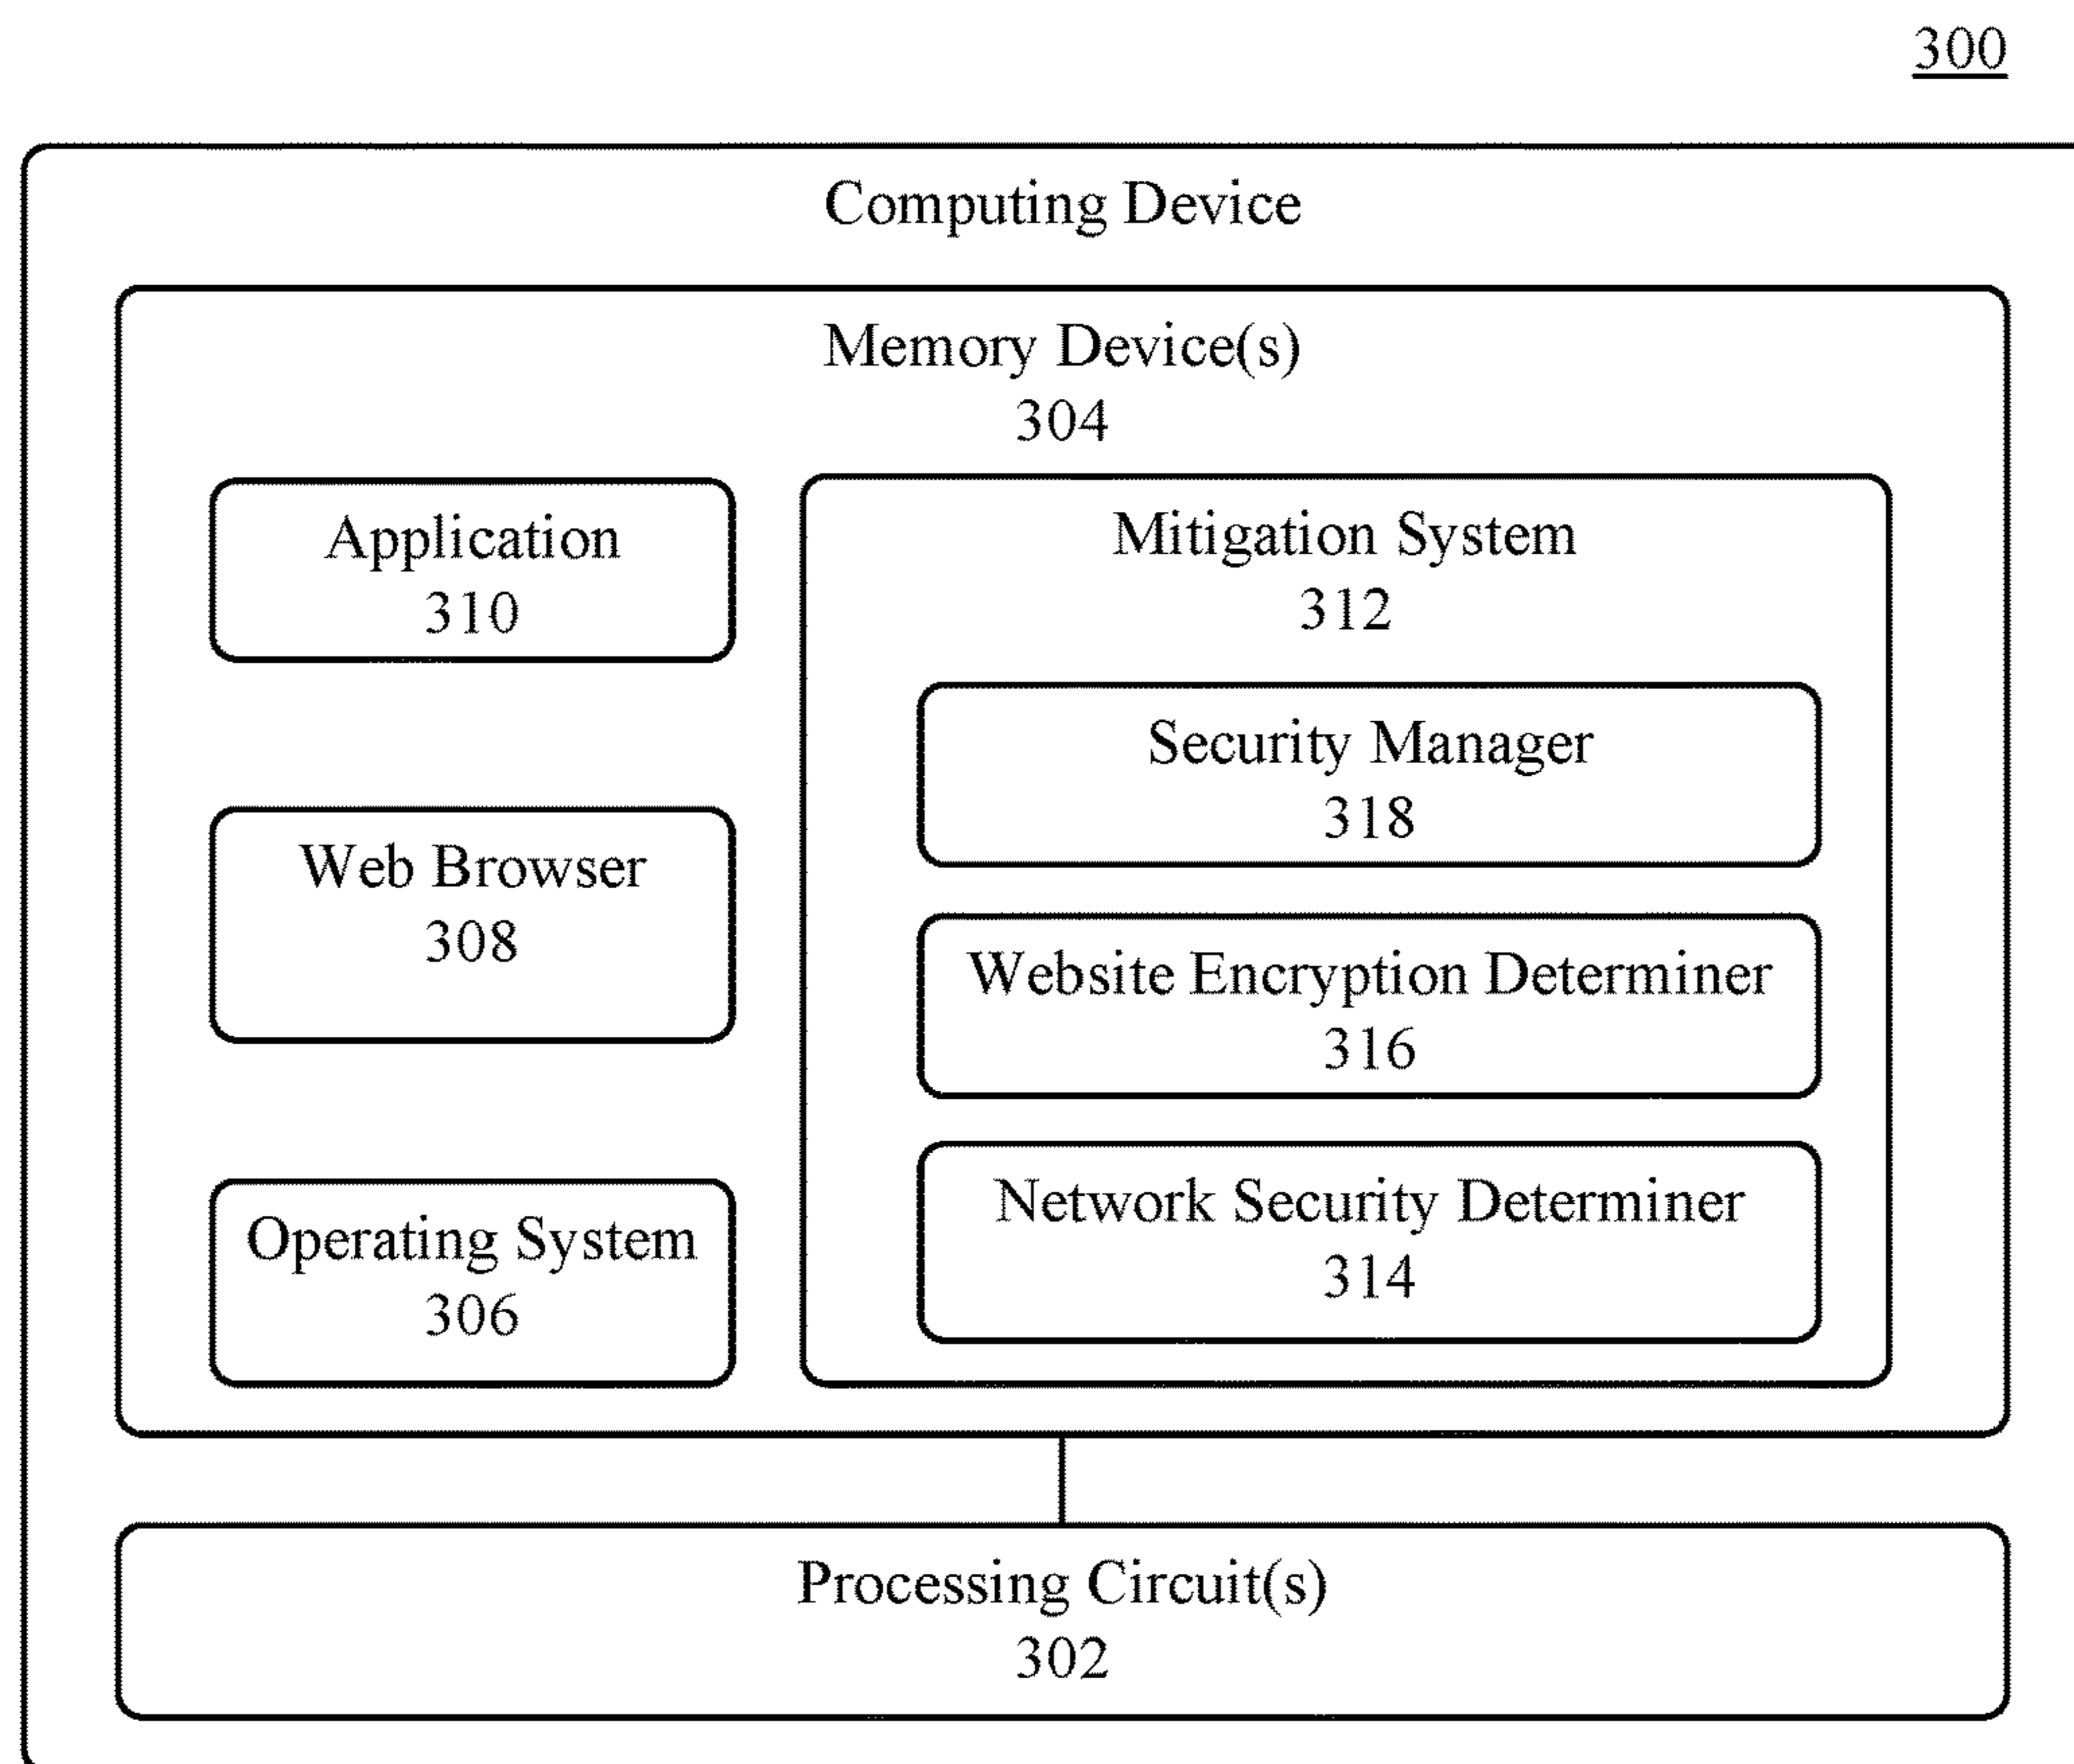 300
Computing Device
Memory Device(s)
304
Application
310
Web Browser
308
Operating System
306
Mitigation System
312
Security Manager
318
Website Encryption Determiner
316
Network Security Determiner
314
Processing Circuit(s)
302